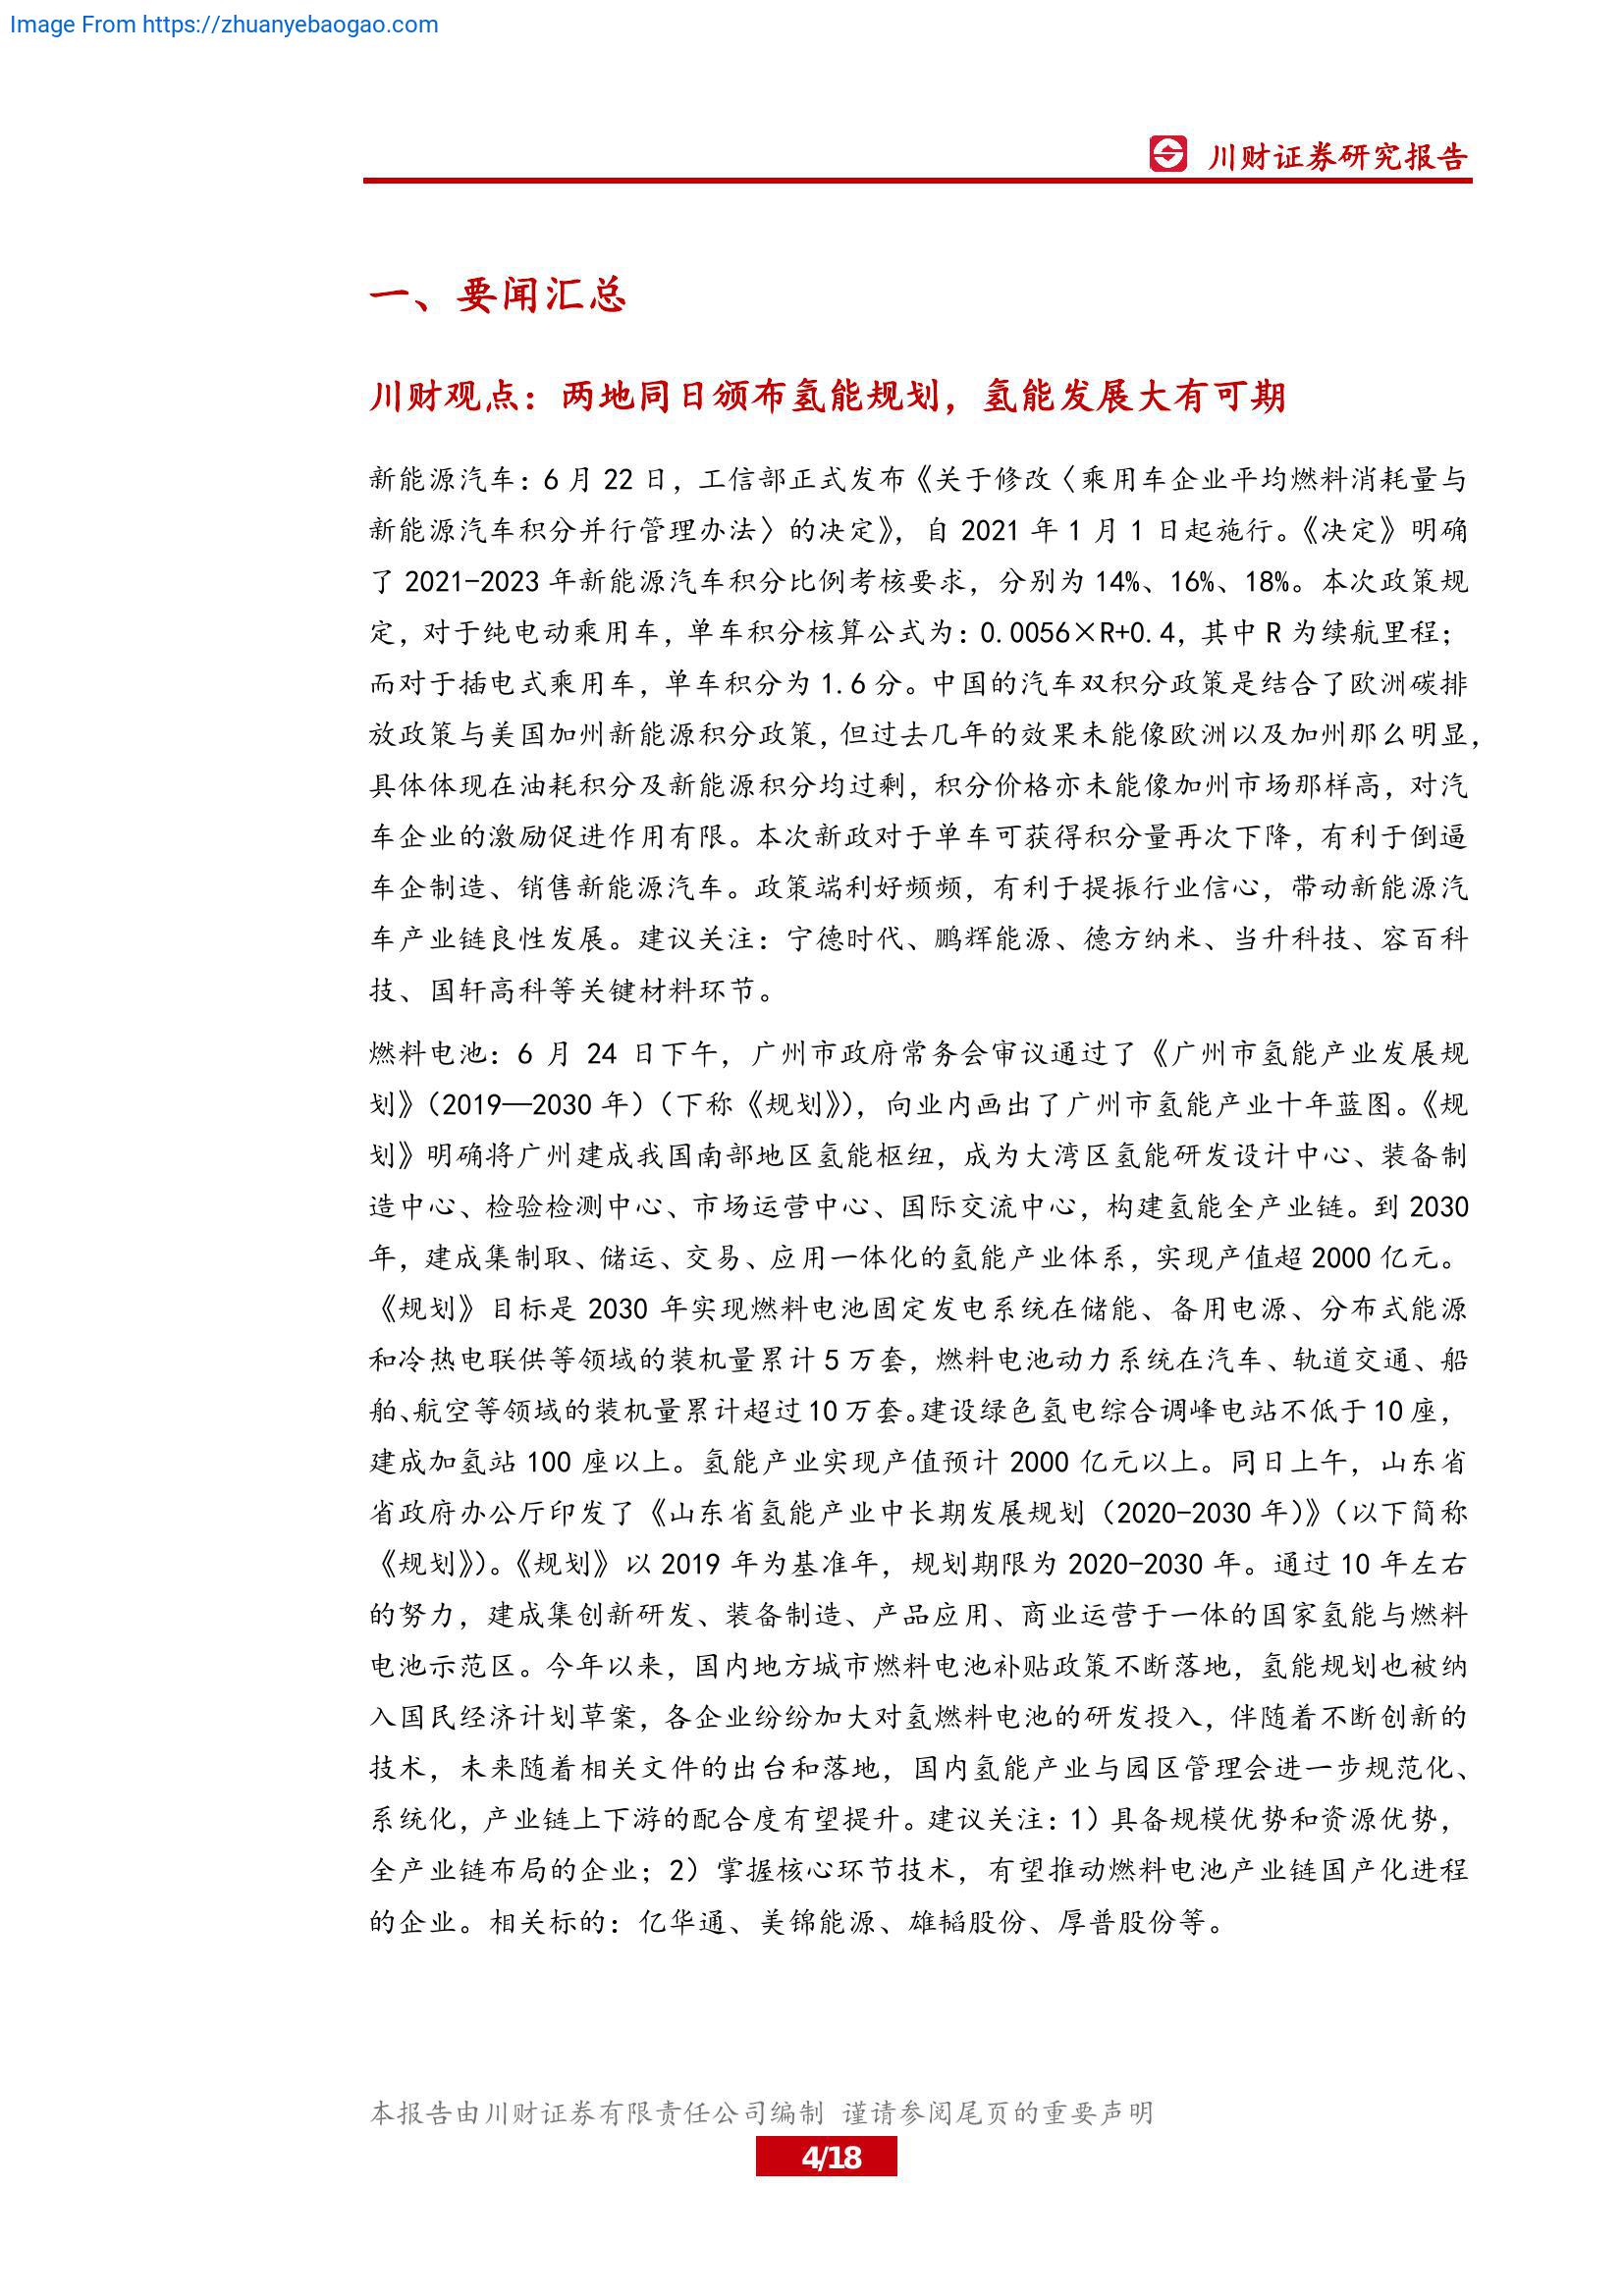 Image From https://zhuanyebaogao.com
川财证券研究报告
一、要闻汇总
川财观点：两地同日颁布氢能规划，氢能发展大有可期
新能源汽车：6 月 22 日，工信部正式发布《关于修改〈乘用车企业平均燃料消耗量与
新能源汽车积分并行管理办法〉的决定》，自 2021 年 1 月 1 日起施行。《决定》明确
了 2021-2023 年新能源汽车积分比例考核要求，分别为 14%、16%、18%。本次政策规
定，对于纯电动乘用车，单车积分核算公式为：0.0056×R+0.4，其中 R 为续航里程；
而对于插电式乘用车，单车积分为 1.6 分。中国的汽车双积分政策是结合了欧洲碳排
放政策与美国加州新能源积分政策，但过去几年的效果未能像欧洲以及加州那么明显，
具体体现在油耗积分及新能源积分均过剩，积分价格亦未能像加州市场那样高，对汽
车企业的激励促进作用有限。本次新政对于单车可获得积分量再次下降，有利于倒逼
车企制造、销售新能源汽车。政策端利好频频，有利于提振行业信心，带动新能源汽
车产业链良性发展。建议关注：宁德时代、鹏辉能源、德方纳米、当升科技、容百科
技、国轩高科等关键材料环节。
燃料电池：6 月 24 日下午，广州市政府常务会审议通过了《广州市氢能产业发展规
划》（2019—2030 年）（下称《规划》），向业内画出了广州市氢能产业十年蓝图。《规
划》明确将广州建成我国南部地区氢能枢纽，成为大湾区氢能研发设计中心、装备制
造中心、检验检测中心、市场运营中心、国际交流中心，构建氢能全产业链。到 2030
年，建成集制取、储运、交易、应用一体化的氢能产业体系，实现产值超 2000 亿元。
《规划》目标是 2030 年实现燃料电池固定发电系统在储能、备用电源、分布式能源
和冷热电联供等领域的装机量累计 5 万套，燃料电池动力系统在汽车、轨道交通、船
舶、航空等领域的装机量累计超过 10 万套。建设绿色氢电综合调峰电站不低于 10 座，
建成加氢站 100 座以上。氢能产业实现产值预计 2000 亿元以上。同日上午，山东省
省政府办公厅印发了《山东省氢能产业中长期发展规划（2020-2030 年）》（以下简称
《规划》）。《规划》以 2019 年为基准年，规划期限为 2020-2030 年。通过 10 年左右
的努力，建成集创新研发、装备制造、产品应用、商业运营于一体的国家氢能与燃料
电池示范区。今年以来，国内地方城市燃料电池补贴政策不断落地，氢能规划也被纳
入国民经济计划草案，各企业纷纷加大对氢燃料电池的研发投入，伴随着不断创新的
技术，未来随着相关文件的出台和落地，国内氢能产业与园区管理会进一步规范化、
系统化，产业链上下游的配合度有望提升。建议关注：1）具备规模优势和资源优势，
全产业链布局的企业；2）掌握核心环节技术，有望推动燃料电池产业链国产化进程
的企业。相关标的：亿华通、美锦能源、雄韬股份、厚普股份等。
本报告由川财证券有限责任公司编制 谨请参阅尾页的重要声明
4/18